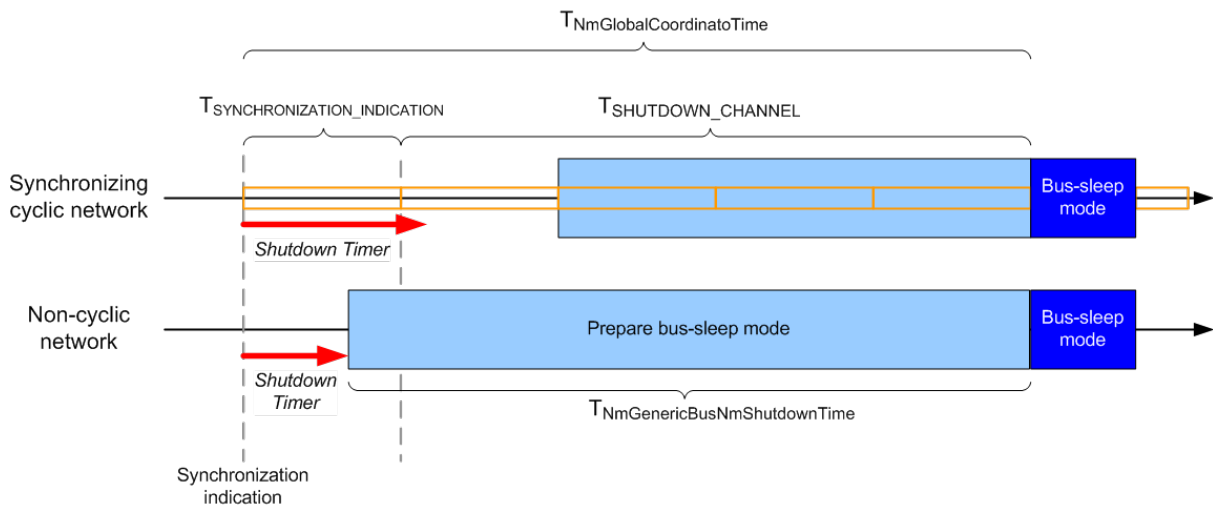 TNmGlobalCoordinatoTime
TSYNCHRONIZATION_INDICATION
TSHUTDOWN_CHANNEL
Synchronizing
cyclic network
Bus-sleep
mode
Shutdown Timer
Non-cyclic
network
Prepare bus-sleep mode
Bus-sleep
mode
Shutdown
Timer
TNmGenericBusNmShutdownTime
Synchronization
indication